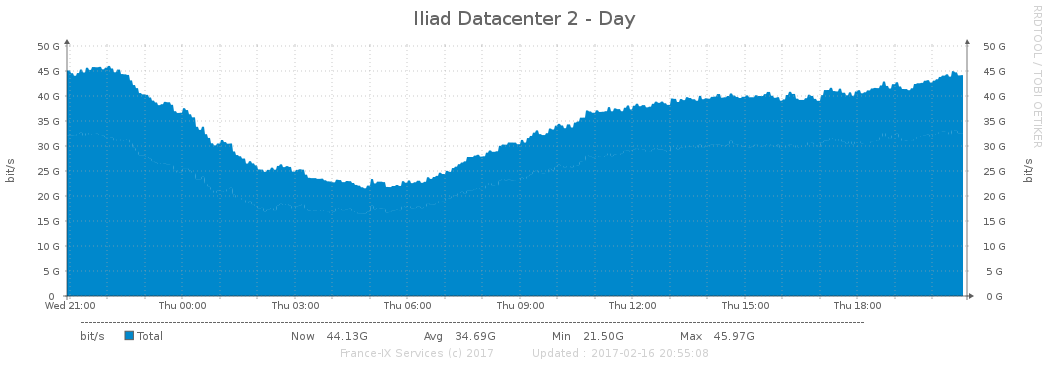 Iliad Datacenter 2 - Day
RRDTOOL / TOBI OETIKER
bit/s
50 G 50 G
45 G 45 G
40 G 40 G
35 G 35 G
30 G 30 G
25 G 25 G
20 G 20 G
15 G 15 G
10 G 10 G
5 G 5 G
0 0 G
bit/s
Wed 21:00 Thu 00:00 Thu 03:00 Thu 06:00 Thu 09:00 Thu 12:00 Thu 15:00 Thu 18:00
bit/s Total Now 44.13G Avg 34.69G Min 21.50G Max 45.97G
France-IX Services (c) 2017 Updated : 2017-02-16 20:55:08